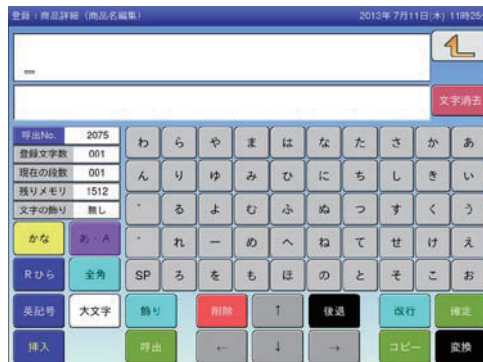 登録：商品詳細（商品名編集） 2013年 7月11日(木) 11時25分
文字消去
呼出No. 2075
登録文字数 001
現在の段数 001
残りメモリ 1512
文字の飾り 無し
わ ら や ま は な た さ か あ
ん り ゆ み ひ に ち し き い
゛ る よ む ふ ぬ つ す く う
かな あ・A ゜ れ ー め へ ね て せ け え
Rひら 全角 SP ろ を も ほ の と そ こ お
英記号 大文字 飾り 削除 ↑ 後退 改行 確定
挿入 呼出 ← ↓ → コピー 変換